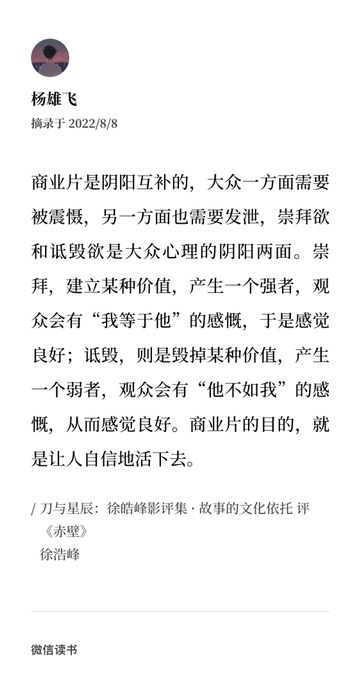 杨雄飞
摘录于 2022/8/8
商业片是阴阳互补的，大众一方面需要
被震慑，另一方面也需要发泄，崇拜欲
和诋毁欲是大众心理的阴阳两面。崇
拜，建立某种价值，产生一个强者，观
众会有“我等于他”的感慨，于是感觉
良好；诋毁，则是毁掉某种价值，产生
一个弱者，观众会有“他不如我”的感
慨，从而感觉良好。商业片的目的，就
是让人自信地活下去。
/ 刀与星辰：徐皓峰影评集 · 故事的文化依托 评
《赤壁》
徐浩峰
微信读书